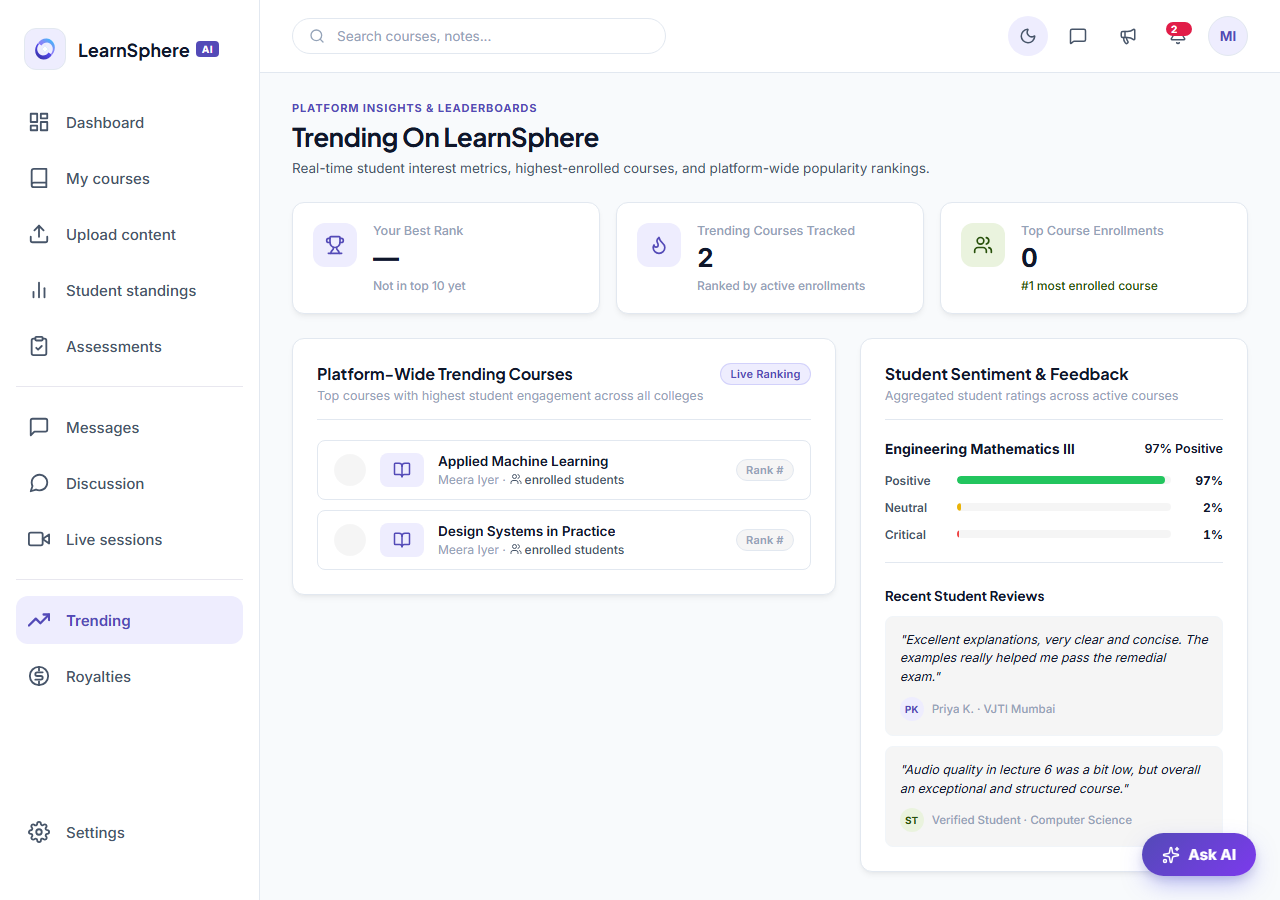 LearnSphere AI
Search courses, notes...
2
MI
Dashboard
My courses
Upload content
Student standings
Assessments
Messages
Discussion
Live sessions
Trending
Royalties
Settings
PLATFORM INSIGHTS & LEADERBOARDS
Trending On LearnSphere
Real-time student interest metrics, highest-enrolled courses, and platform-wide popularity rankings.
Your Best Rank
—
Not in top 10 yet
Trending Courses Tracked
2
Ranked by active enrollments
Top Course Enrollments
0
#1 most enrolled course
Platform-Wide Trending Courses
Live Ranking
Top courses with highest student engagement across all colleges
Applied Machine Learning
Meera Iyer · enrolled students
Rank #
Design Systems in Practice
Meera Iyer · enrolled students
Rank #
Student Sentiment & Feedback
Aggregated student ratings across active courses
Engineering Mathematics III
97% Positive
Positive 97%
Neutral 2%
Critical 1%
Recent Student Reviews
"Excellent explanations, very clear and concise. The
examples really helped me pass the remedial
exam."
PK Priya K. · VJTI Mumbai
"Audio quality in lecture 6 was a bit low, but overall
an exceptional and structured course."
ST Verified Student · Computer Science
Ask AI